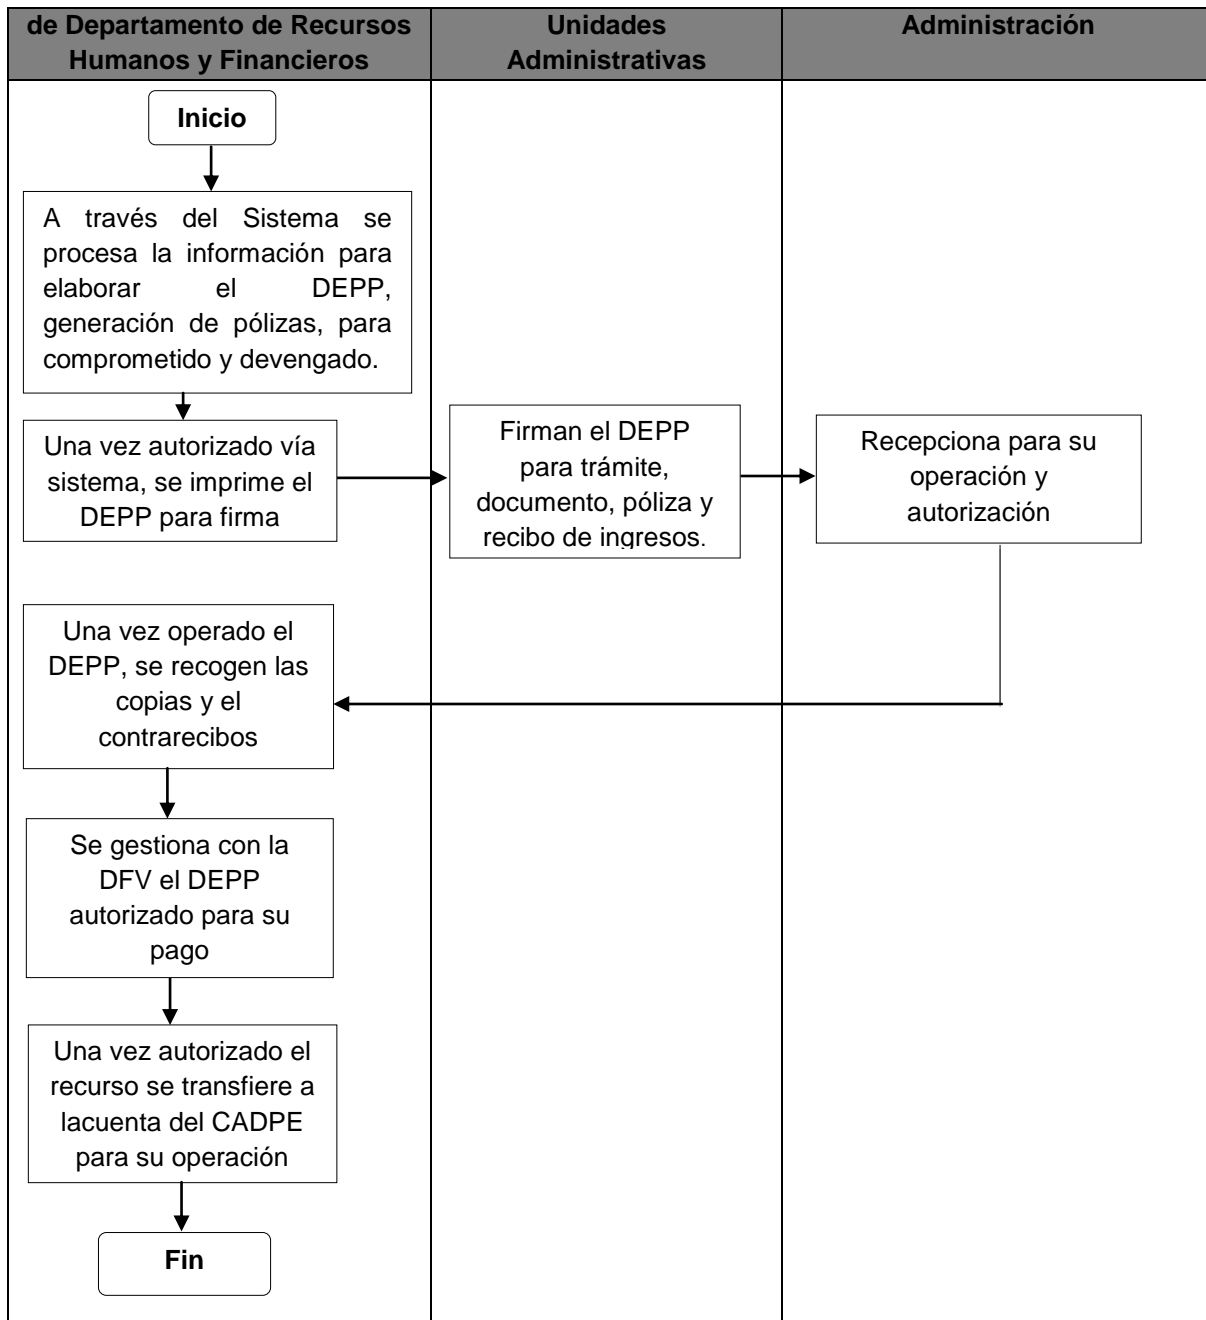 de Departamento de Recursos
Humanos y Financieros
Unidades
Administrativas
Administración
Inicio
A través del Sistema se
procesa la información para
elaborar el DEPP,
generación de pólizas, para
comprometido y devengado.
Una vez autorizado vía
sistema, se imprime el
DEPP para firma
Firman el DEPP
para trámite,
documento, póliza y
recibo de ingresos.
Recepciona para su
operación y
autorización
Una vez operado el
DEPP, se recogen las
copias y el
contrarecibos
Se gestiona con la
DFV el DEPP
autorizado para su
pago
Una vez autorizado el
recurso se transfiere a
lacuenta del CADPE
para su operación
Fin